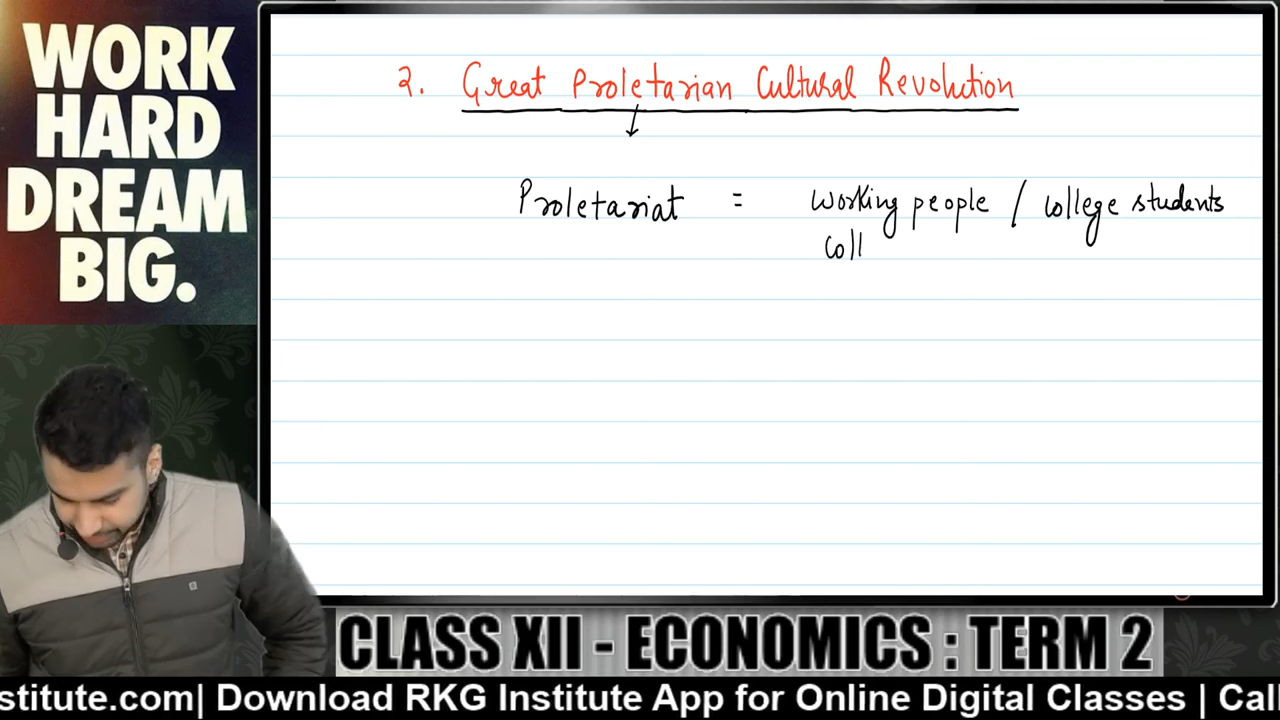 WORK
HARD
DREAM
BIG.
2. Great Proletarian Cultural Revolution
Proletariat = working people / college students
coll
CLASS XII - ECONOMICS : TERM 2
stitute.com| Download RKG Institute App for Online Digital Classes | Call